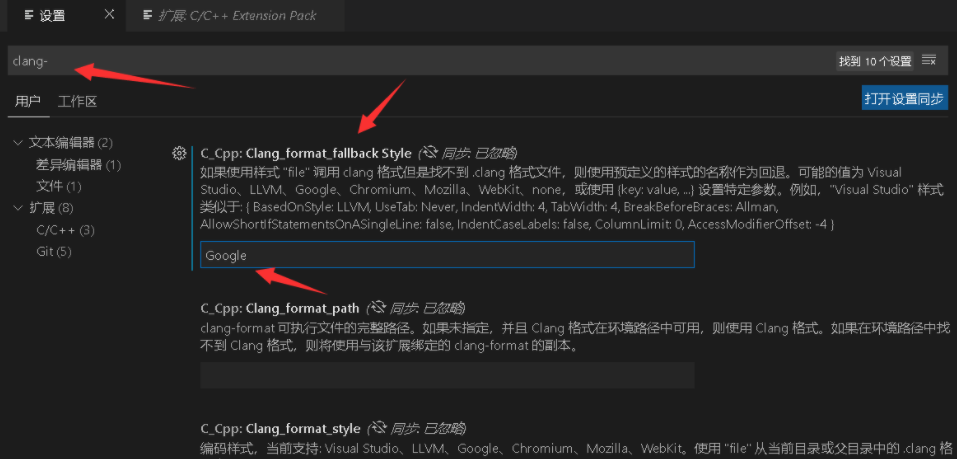 设置
扩展: C/C++ Extension Pack
clang-
找到 10 个设置
用户
工作区
打开设置同步
文本编辑器 (2)
差异编辑器 (1)
文件 (1)
扩展 (8)
C/C++ (3)
Git (5)
C_Cpp: Clang_format_fallback Style (同步: 已忽略)
如果使用样式 "file" 调用 clang 格式但是找不到 .clang 格式文件，则使用预定义的样式的名称作为回退。可能的值为 Visual
Studio、LLVM、Google、Chromium、Mozilla、WebKit、none，或使用 {key: value, ...} 设置特定参数。例如，"Visual Studio" 样式
类似于: { BasedOnStyle: LLVM, UseTab: Never, IndentWidth: 4, TabWidth: 4, BreakBeforeBraces: Allman,
AllowShortIfStatementsOnASingleLine: false, IndentCaseLabels: false, ColumnLimit: 0, AccessModifierOffset: -4 }
Google
C_Cpp: Clang_format_path (同步: 已忽略)
clang-format 可执行文件的完整路径。如果未指定，并且 Clang 格式在环境路径中可用，则使用 Clang 格式。如果在环境路径中找
不到 Clang 格式，则将使用与该扩展绑定的 clang-format 的副本。
C_Cpp: Clang_format_style (同步: 已忽略)
编码样式，当前支持: Visual Studio、LLVM、Google、Chromium、Mozilla、WebKit。使用 "file" 从当前目录或父目录中的 .clang 格